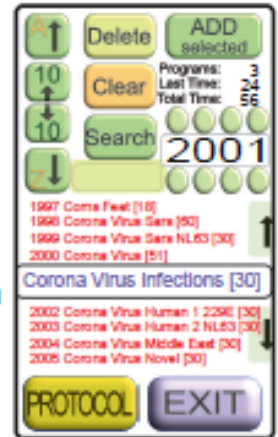 A
Delete
ADD
selected
10
Clear
Programs: 3
Last Time: 24
Total Time: 56
10
Search
2001
Z
1997 Corns Feet [18]
1998 Corona Virus Sars [60]
1999 Corona Virus Sars NL63 [30]
2000 Corona Virus [51]
Corona Virus Infections [30]
2002 Corona Virus Human 1 229E [30]
2003 Corona Virus Human 2 NL63 [30]
2004 Corona Virus Middle East [30]
2005 Corona Virus Novel [30]
PROTOCOL
EXIT